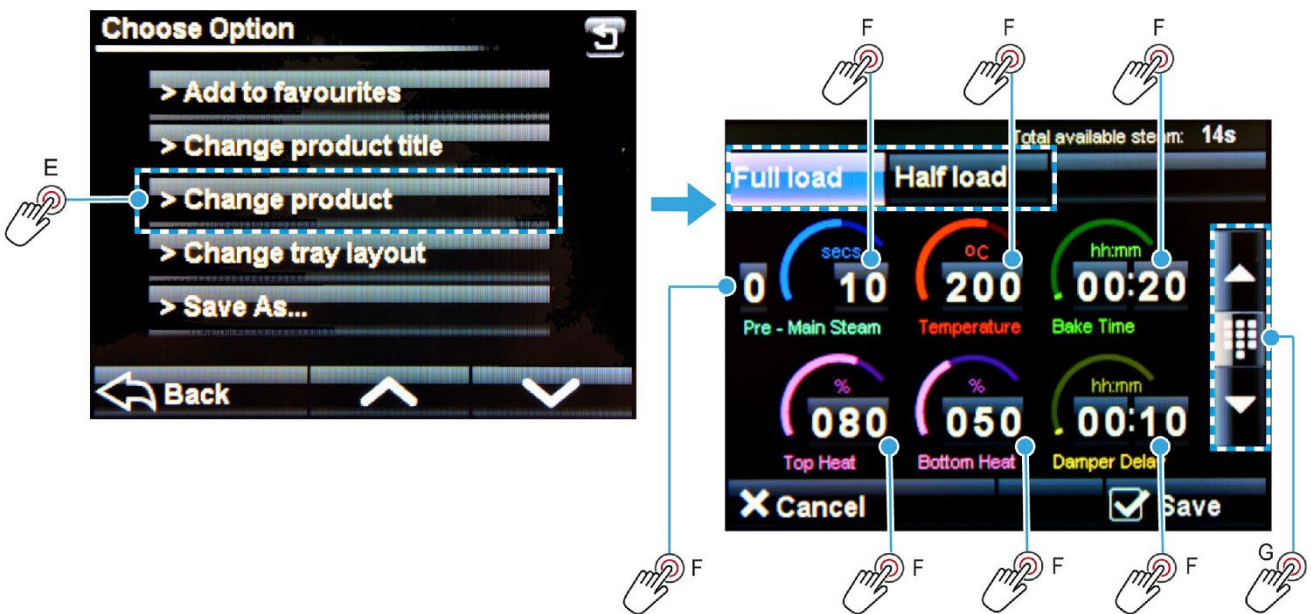 Choose Option
> Add to favourites
> Change product title
> Change product
> Change tray layout
> Save As...
Back
E
F F F
Total available steam: 14s
Full load Half load
secs °C hh:mm
0 10 200 00:20
Pre - Main Steam Temperature Bake Time
% % hh:mm
080 050 00:10
Top Heat Bottom Heat Damper Delay
Cancel Save
F F F F G